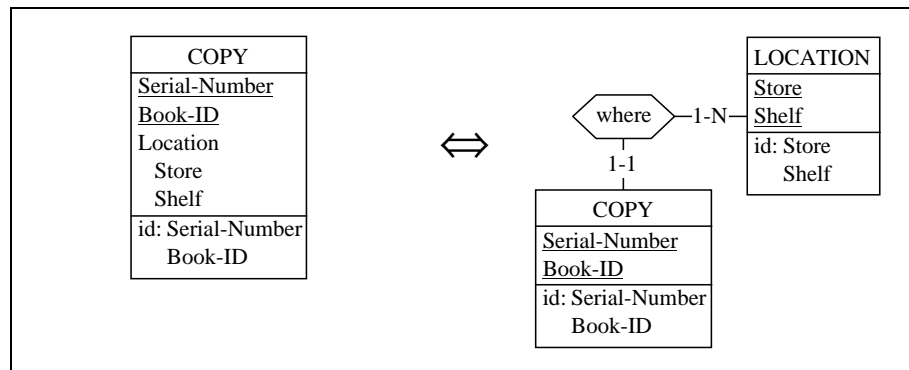 COPY
Serial-Number
Book-ID
Location
Store
Shelf
id: Serial-Number
Book-ID
⇔
where
1-N
1-1
LOCATION
Store
Shelf
id: Store
Shelf
COPY
Serial-Number
Book-ID
id: Serial-Number
Book-ID